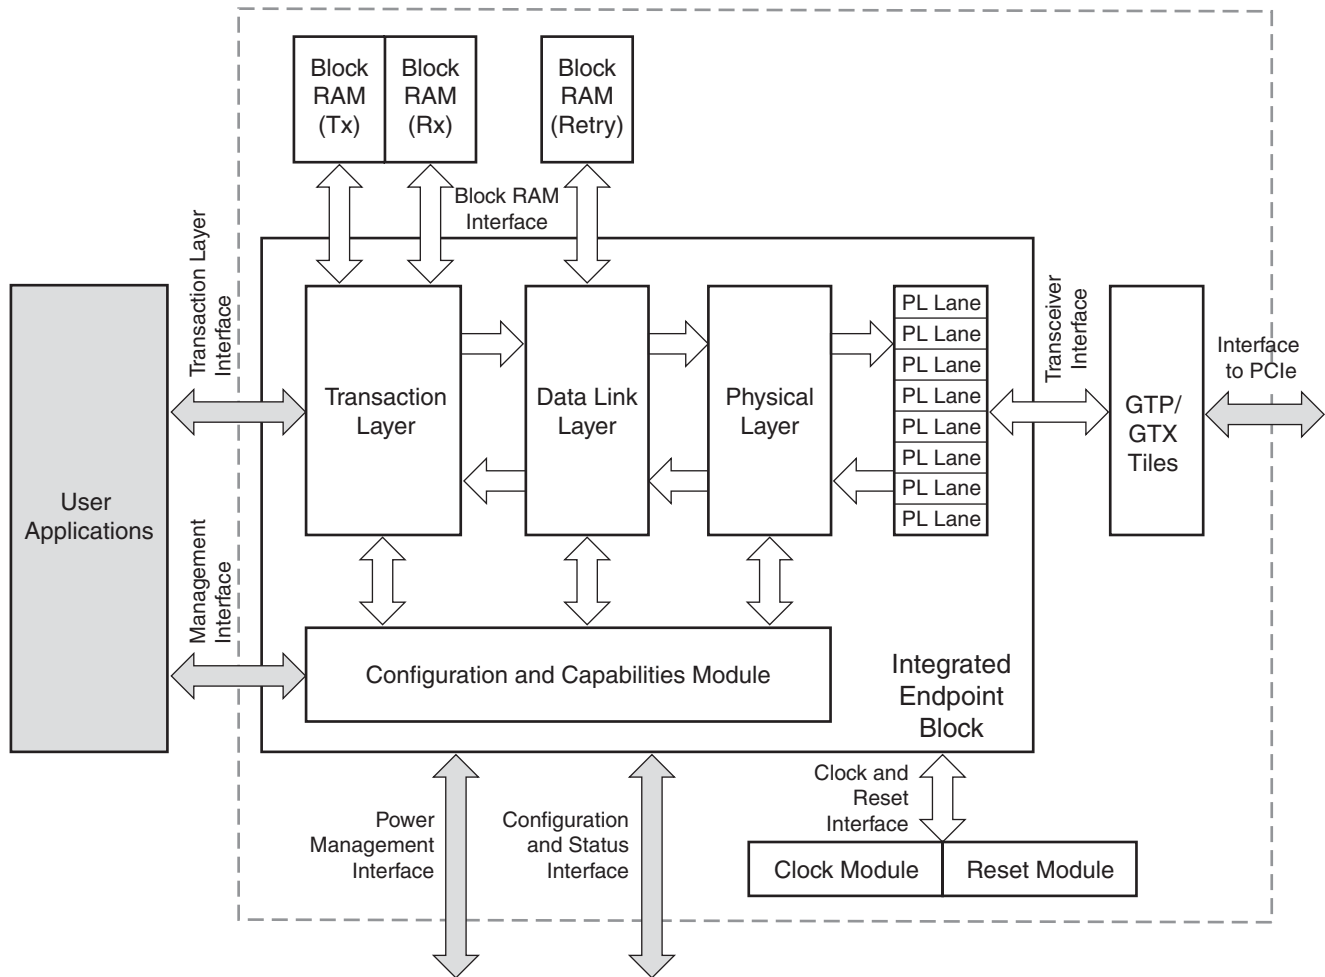 Block
RAM
(Tx)
Block
RAM
(Rx)
Block
RAM
(Retry)
Block RAM
Interface
Transaction Layer
Interface
Transceiver
Interface
Interface
to PCIe
User
Applications
Transaction
Layer
Data Link
Layer
Physical
Layer
PL Lane
PL Lane
PL Lane
PL Lane
PL Lane
PL Lane
PL Lane
PL Lane
GTP/
GTX
Tiles
Management
Interface
Configuration and Capabilities Module
Integrated
Endpoint
Block
Power
Management
Interface
Configuration
and Status
Interface
Clock and
Reset
Interface
Clock Module
Reset Module